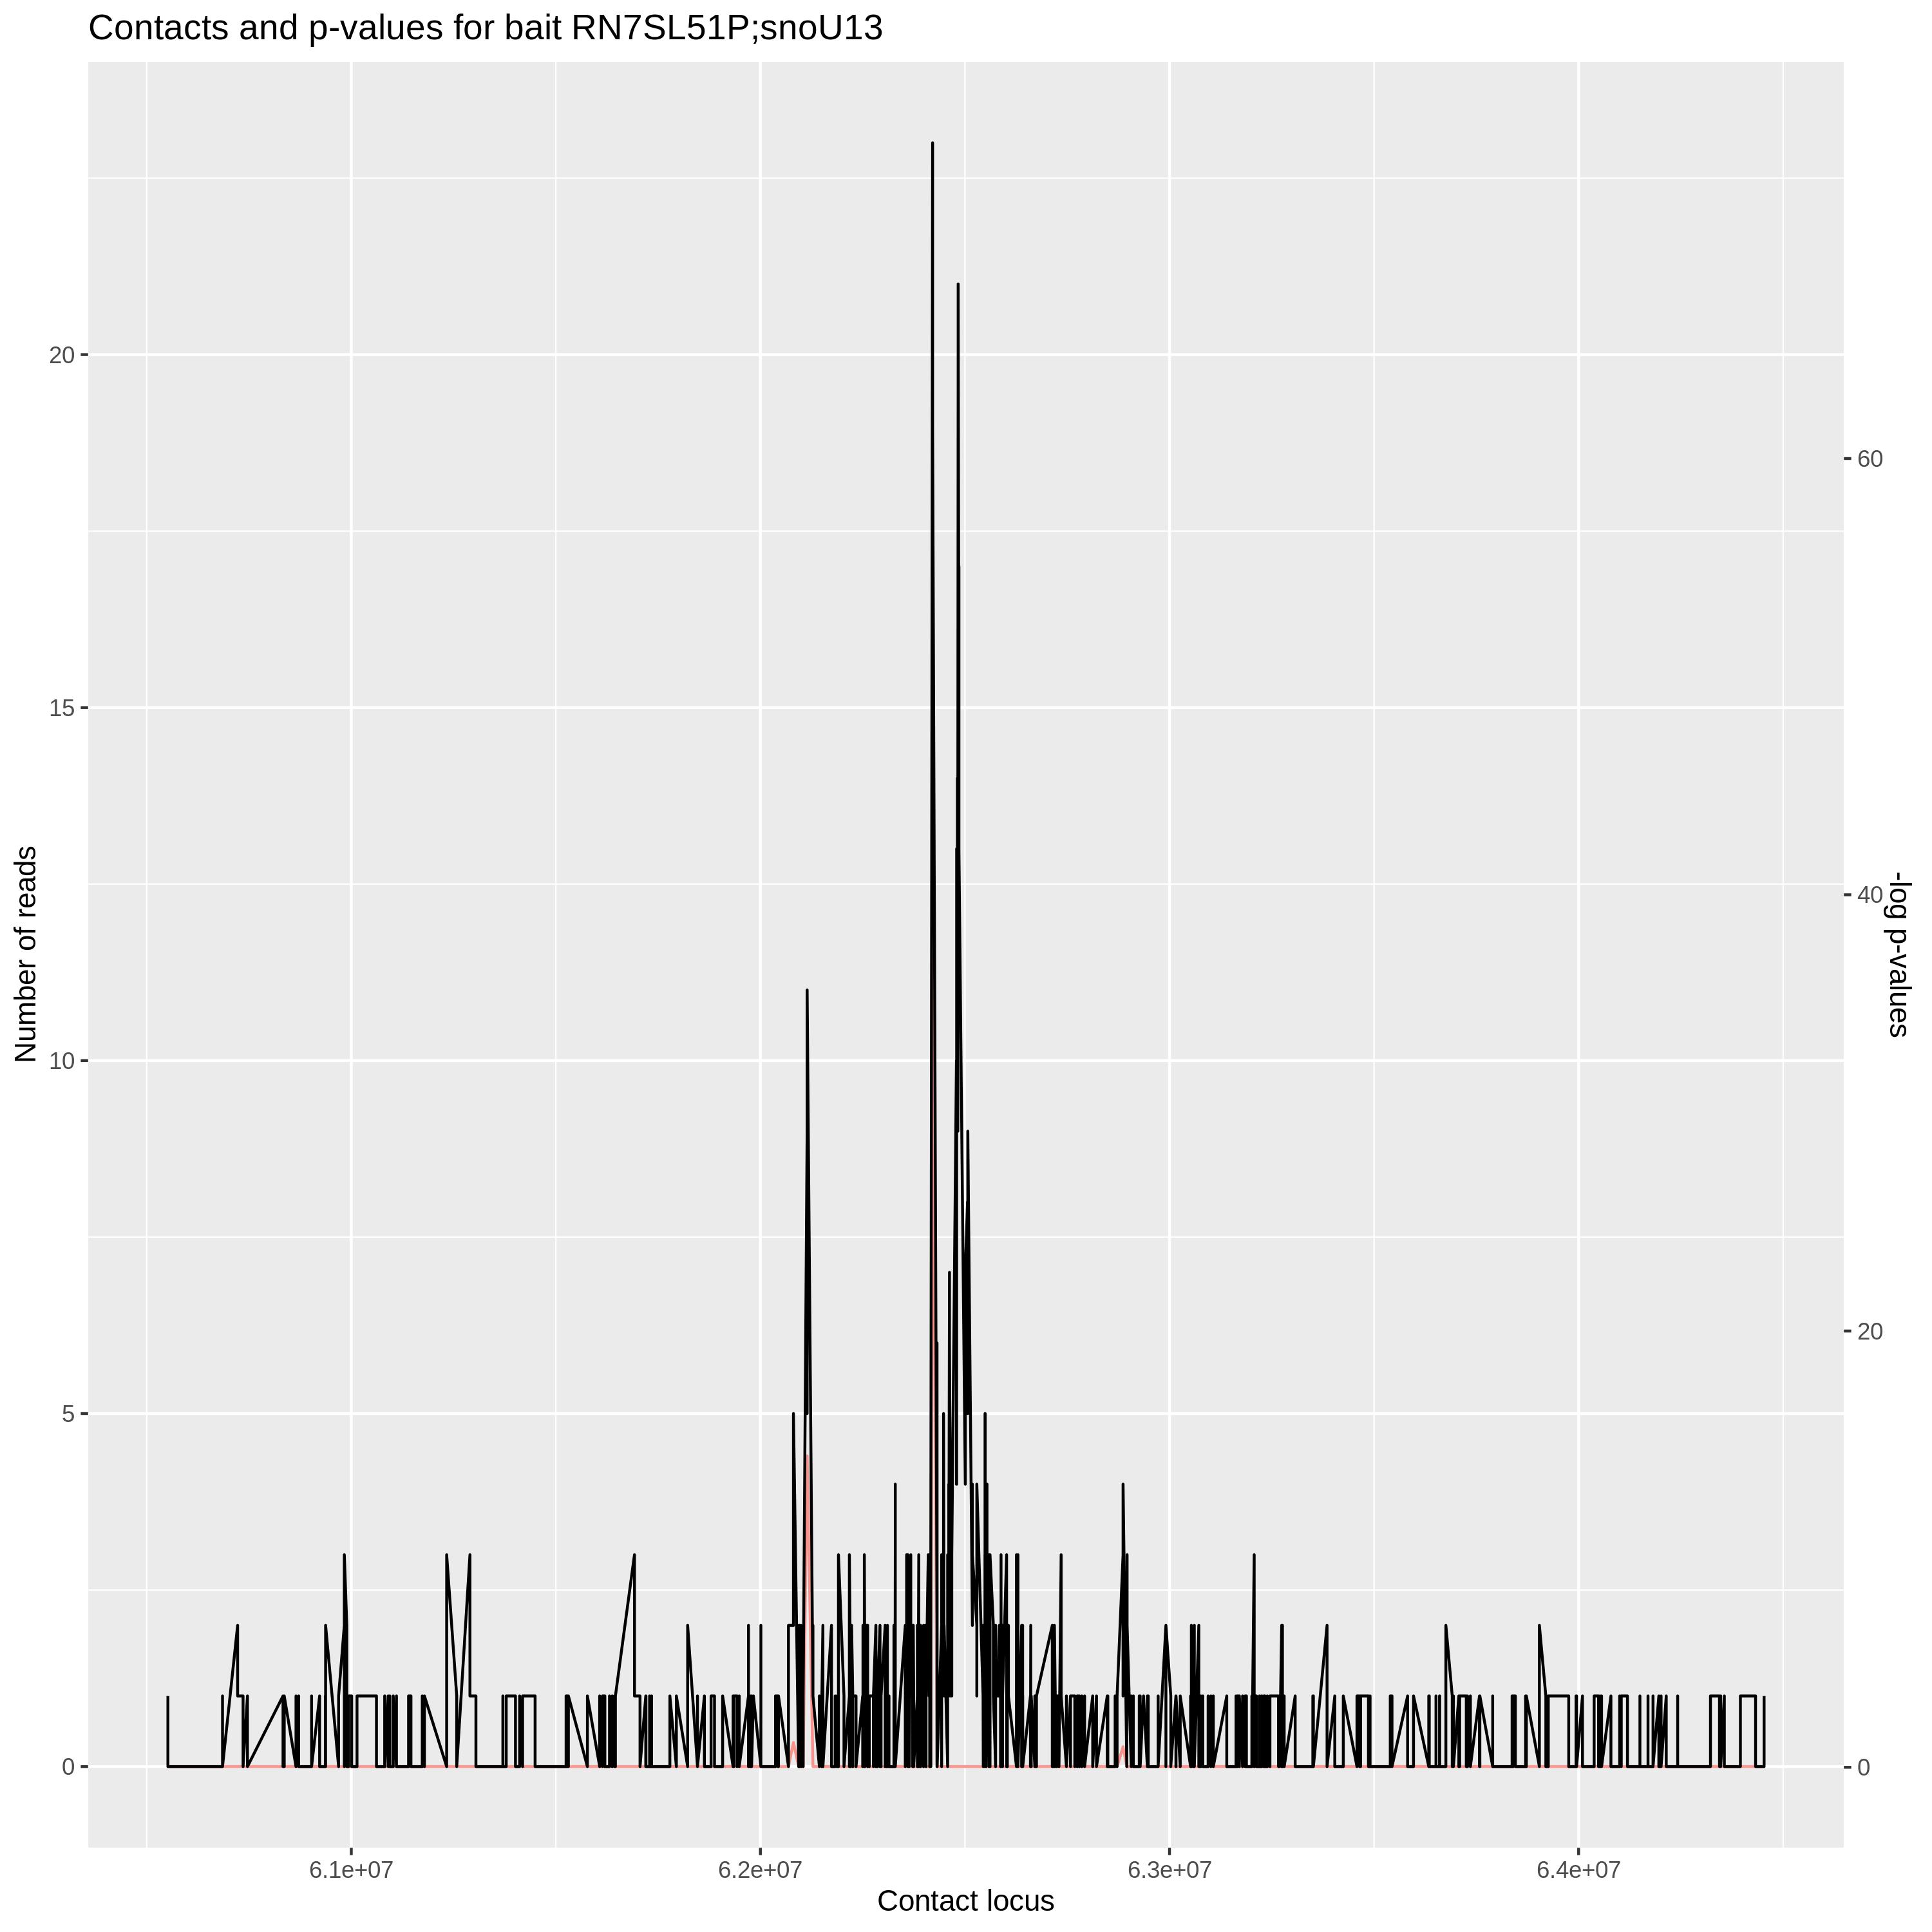 Contacts and p-values for bait RN7SL51P;snoU13
20
15
10
5
0
Number of reads
60
40
20
0
-log p-values
6.1e+07 6.2e+07 6.3e+07 6.4e+07
Contact locus